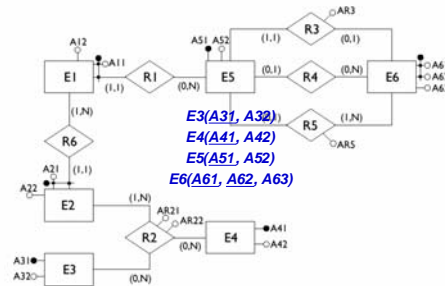 AR3
R3
A12
A11
A51
A52
(1,1)
(0,1)
E1
R1
E5
R4
E6
(1,1)
(0,N)
(0,1)
(0,N)
E3(A31, A32)
E4(A41, A42)
R5
(1,N)
E5(A51, A52)
AR5
E6(A61, A62, A63)
(1,N)
R6
A21
(1,1)
A22
E2
(1,N)
AR21
AR22
A41
R2
E4
A42
(0,N)
A31
A32
E3
(0,N)